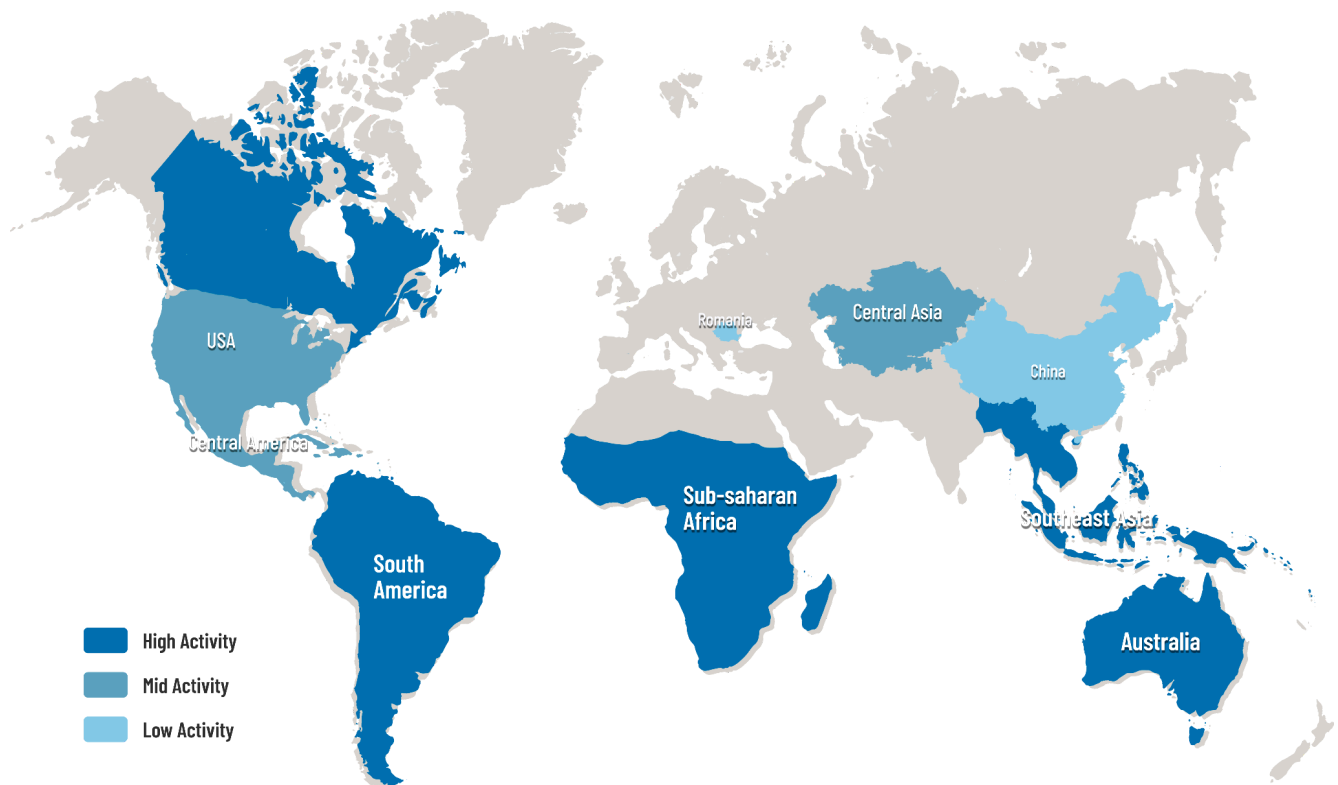 Romania
Central Asia
USA
China
Central America
Sub-saharan
Africa
Southeast Asia
South
America
Australia
High Activity
Mid Activity
Low Activity